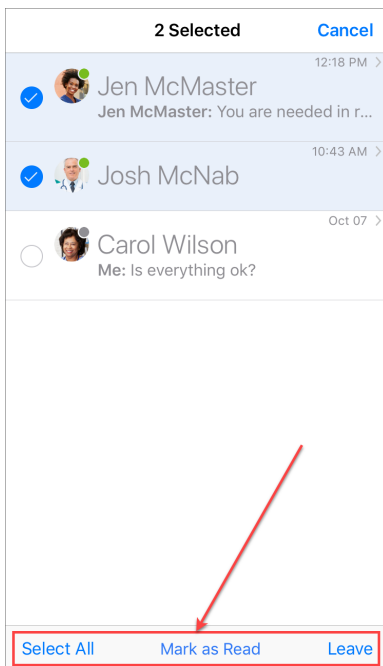 2 Selected Cancel
12:18 PM
Jen McMaster
Jen McMaster: You are needed in r...
10:43 AM
Josh McNab
Oct 07
Carol Wilson
Me: Is everything ok?
Select All Mark as Read Leave